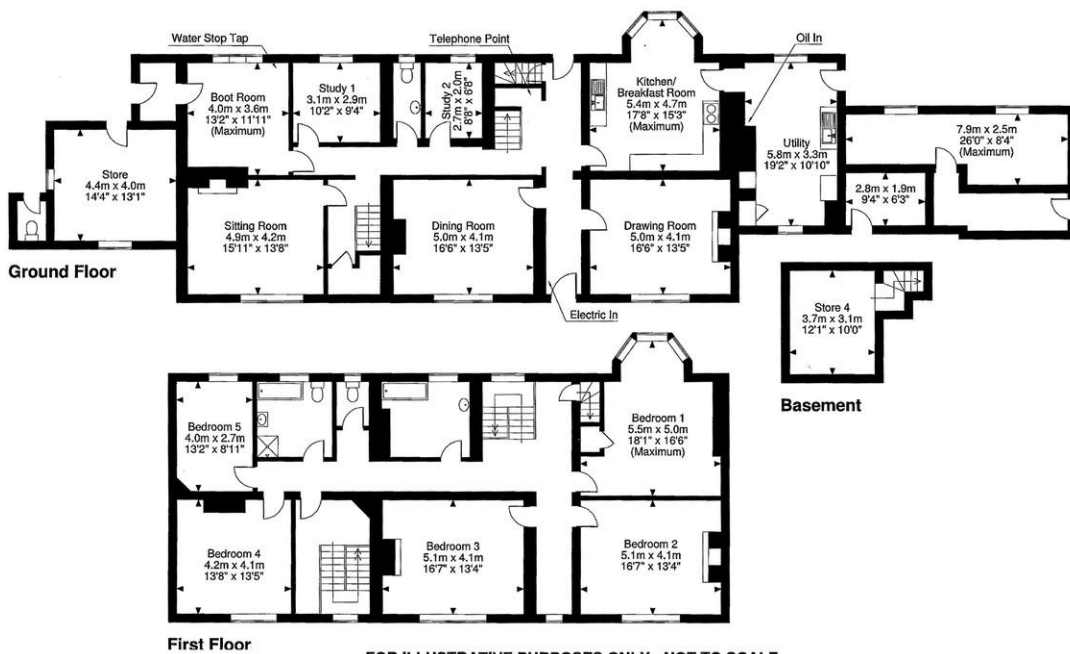 Water Stop Tap
Telephone Point
Oil In
Boot Room
4.0m x 3.6m
13'2" x 11'11"
(Maximum)
Study 1
3.1m x 2.9m
10'2" x 9'4"
Study 2
2.7m x 2.0m
8'8" x 6'8"
Kitchen/
Breakfast Room
5.4m x 4.7m
17'8" x 15'3"
(Maximum)
Utility
5.8m x 3.3m
19'2" x 10'10"
7.9m x 2.5m
26'0" x 8'4"
(Maximum)
2.8m x 1.9m
9'4" x 6'3"
Store
4.4m x 4.0m
14'4" x 13'1"
Sitting Room
4.9m x 4.2m
15'11" x 13'8"
Dining Room
5.0m x 4.1m
16'6" x 13'5"
Drawing Room
5.0m x 4.1m
16'6" x 13'5"
Ground Floor
Electric In
Store 4
3.7m x 3.1m
12'1" x 10'0"
Basement
Bedroom 5
4.0m x 2.7m
13'2" x 8'11"
Bedroom 1
5.5m x 5.0m
18'1" x 16'6"
(Maximum)
Bedroom 4
4.2m x 4.1m
13'8" x 13'5"
Bedroom 3
5.1m x 4.1m
16'7" x 13'4"
Bedroom 2
5.1m x 4.1m
16'7" x 13'4"
First Floor
FOR ILLUSTRATIVE PURPOSES ONLY - NOT TO SCALE